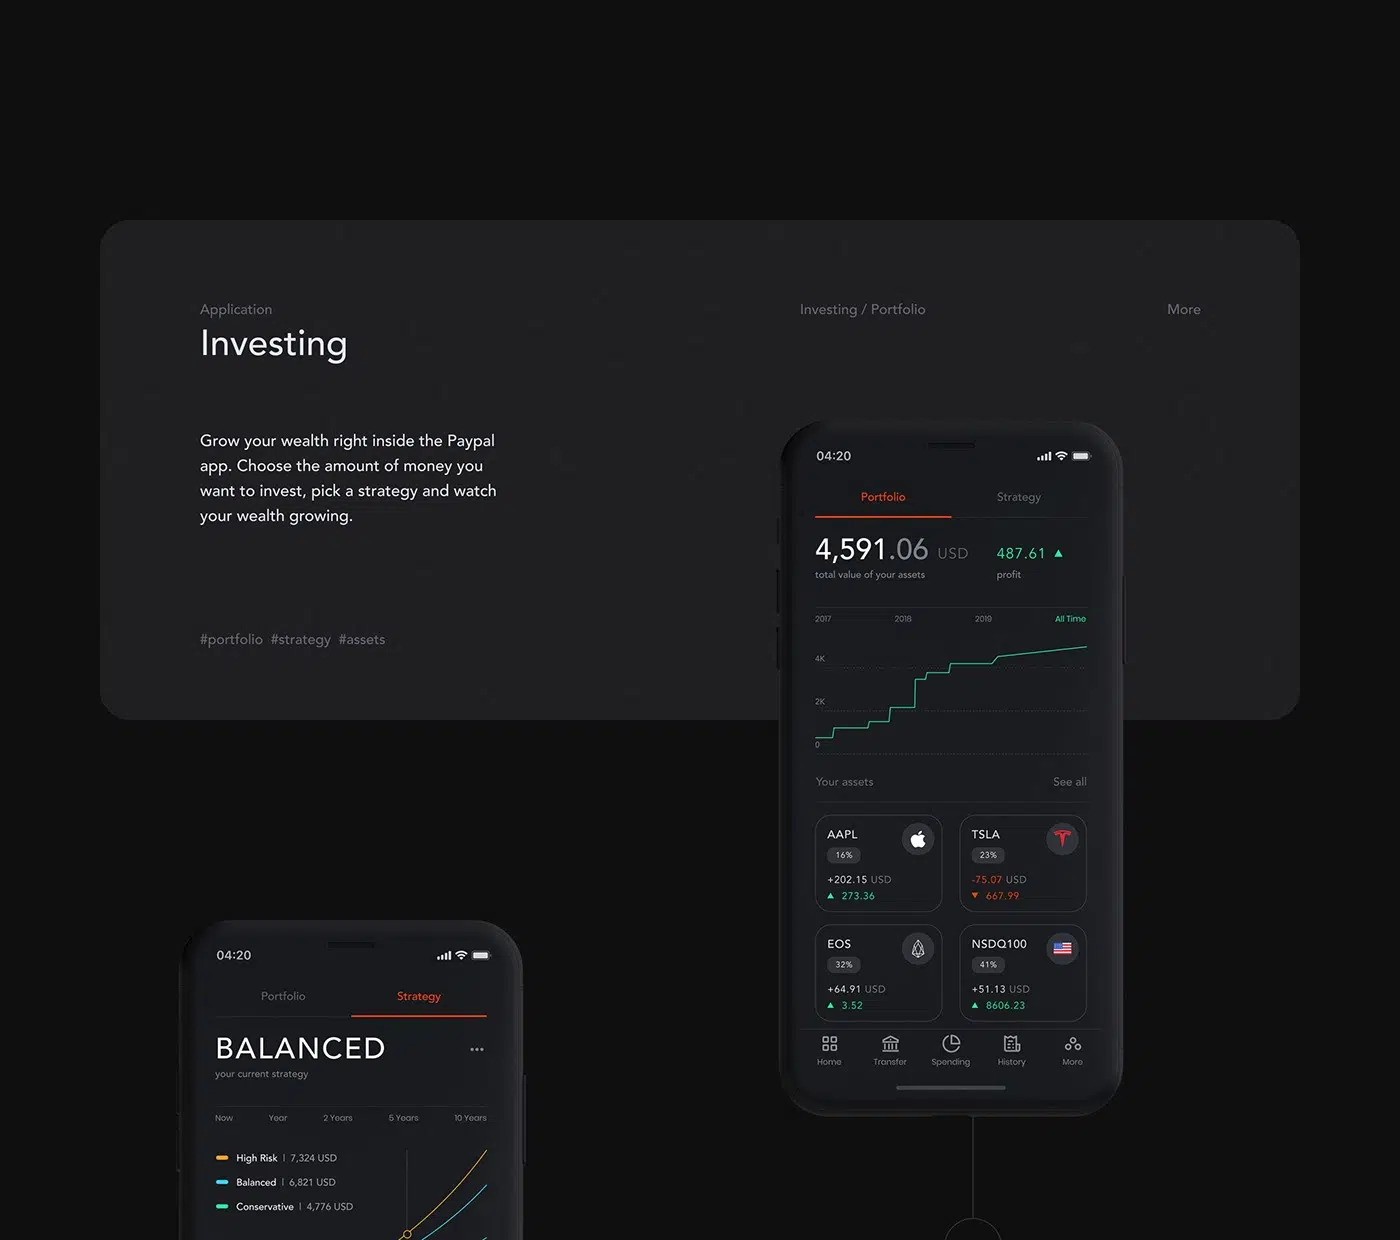 Application
Investing
Investing / Portfolio
More
Grow your wealth right inside the Paypal
app. Choose the amount of money you
want to invest, pick a strategy and watch
your wealth growing.
#portfolio #strategy #assets
04:20
Portfolio
Strategy
4,591.06 USD
total value of your assets
487.61
profit
2017
2018
2019
All Time
4K
2K
0
Your assets
See all
AAPL
16%
+202.15 USD
273.36
TSLA
23%
-75.07 USD
667.99
EOS
32%
+64.91 USD
3.52
NSDQ100
41%
+51.13 USD
8606.23
Home
Transfer
Spending
History
More
04:20
Portfolio
Strategy
BALANCED
your current strategy
Now
Year
2 Years
5 Years
10 Years
High Risk | 7,324 USD
Balanced | 6,821 USD
Conservative | 4,776 USD